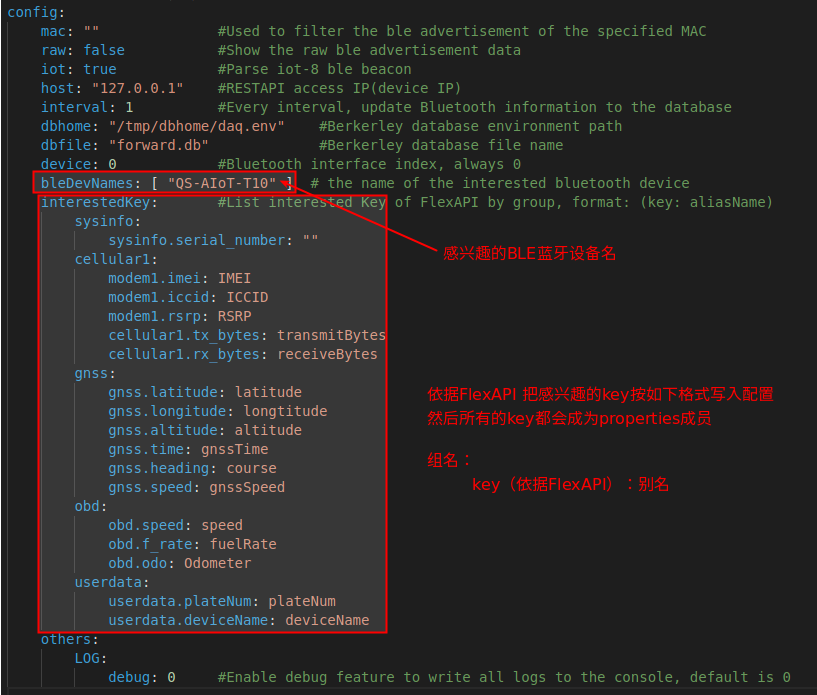 config:
mac: "" #Used to filter the ble advertisement of the specified MAC
raw: false #Show the raw ble advertisement data
iot: true #Parse iot-8 ble beacon
host: "127.0.0.1" #RESTAPI access IP(device IP)
interval: 1 #Every interval, update Bluetooth information to the database
dbhome: "/tmp/dbhome/daq.env" #Berkerley database environment path
dbfile: "forward.db" #Berkerley database file name
device: 0 #Bluetooth interface index, always 0
bleDevNames: [ "QS-AIoT-T10" ] # the name of the interested bluetooth device
interestedKey: #List interested Key of FlexAPI by group, format: (key: aliasName)
sysinfo:
sysinfo.serial_number: ""
感兴趣的BLE蓝牙设备名
cellular1:
modem1.imei: IMEI
modem1.iccid: ICCID
modem1.rsrp: RSRP
cellular1.tx_bytes: transmitBytes
cellular1.rx_bytes: receiveBytes
gnss:
gnss.latitude: latitude
gnss.longitude: longtitude
gnss.altitude: altitude
gnss.time: gnssTime
gnss.heading: course
gnss.speed: gnssSpeed
依据FlexAPI 把感兴趣的key按如下格式写入配置
然后所有的key都会成为properties成员
组名：
key（依据FlexAPI）：别名
obd:
obd.speed: speed
obd.f_rate: fuelRate
obd.odo: Odometer
userdata:
userdata.plateNum: plateNum
userdata.deviceName: deviceName
others:
LOG:
debug: 0 #Enable debug feature to write all logs to the console, default is 0